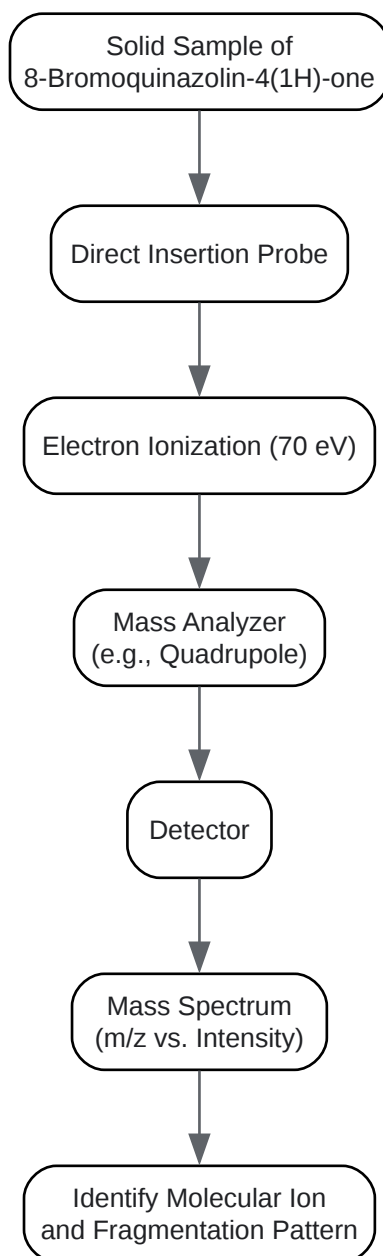 Solid Sample of
8-Bromoquinazolin-4(1H)-one
Direct Insertion Probe
Electron Ionization (70 eV)
Mass Analyzer
(e.g., Quadrupole)
Detector
Mass Spectrum
(m/z vs. Intensity)
Identify Molecular Ion
and Fragmentation Pattern